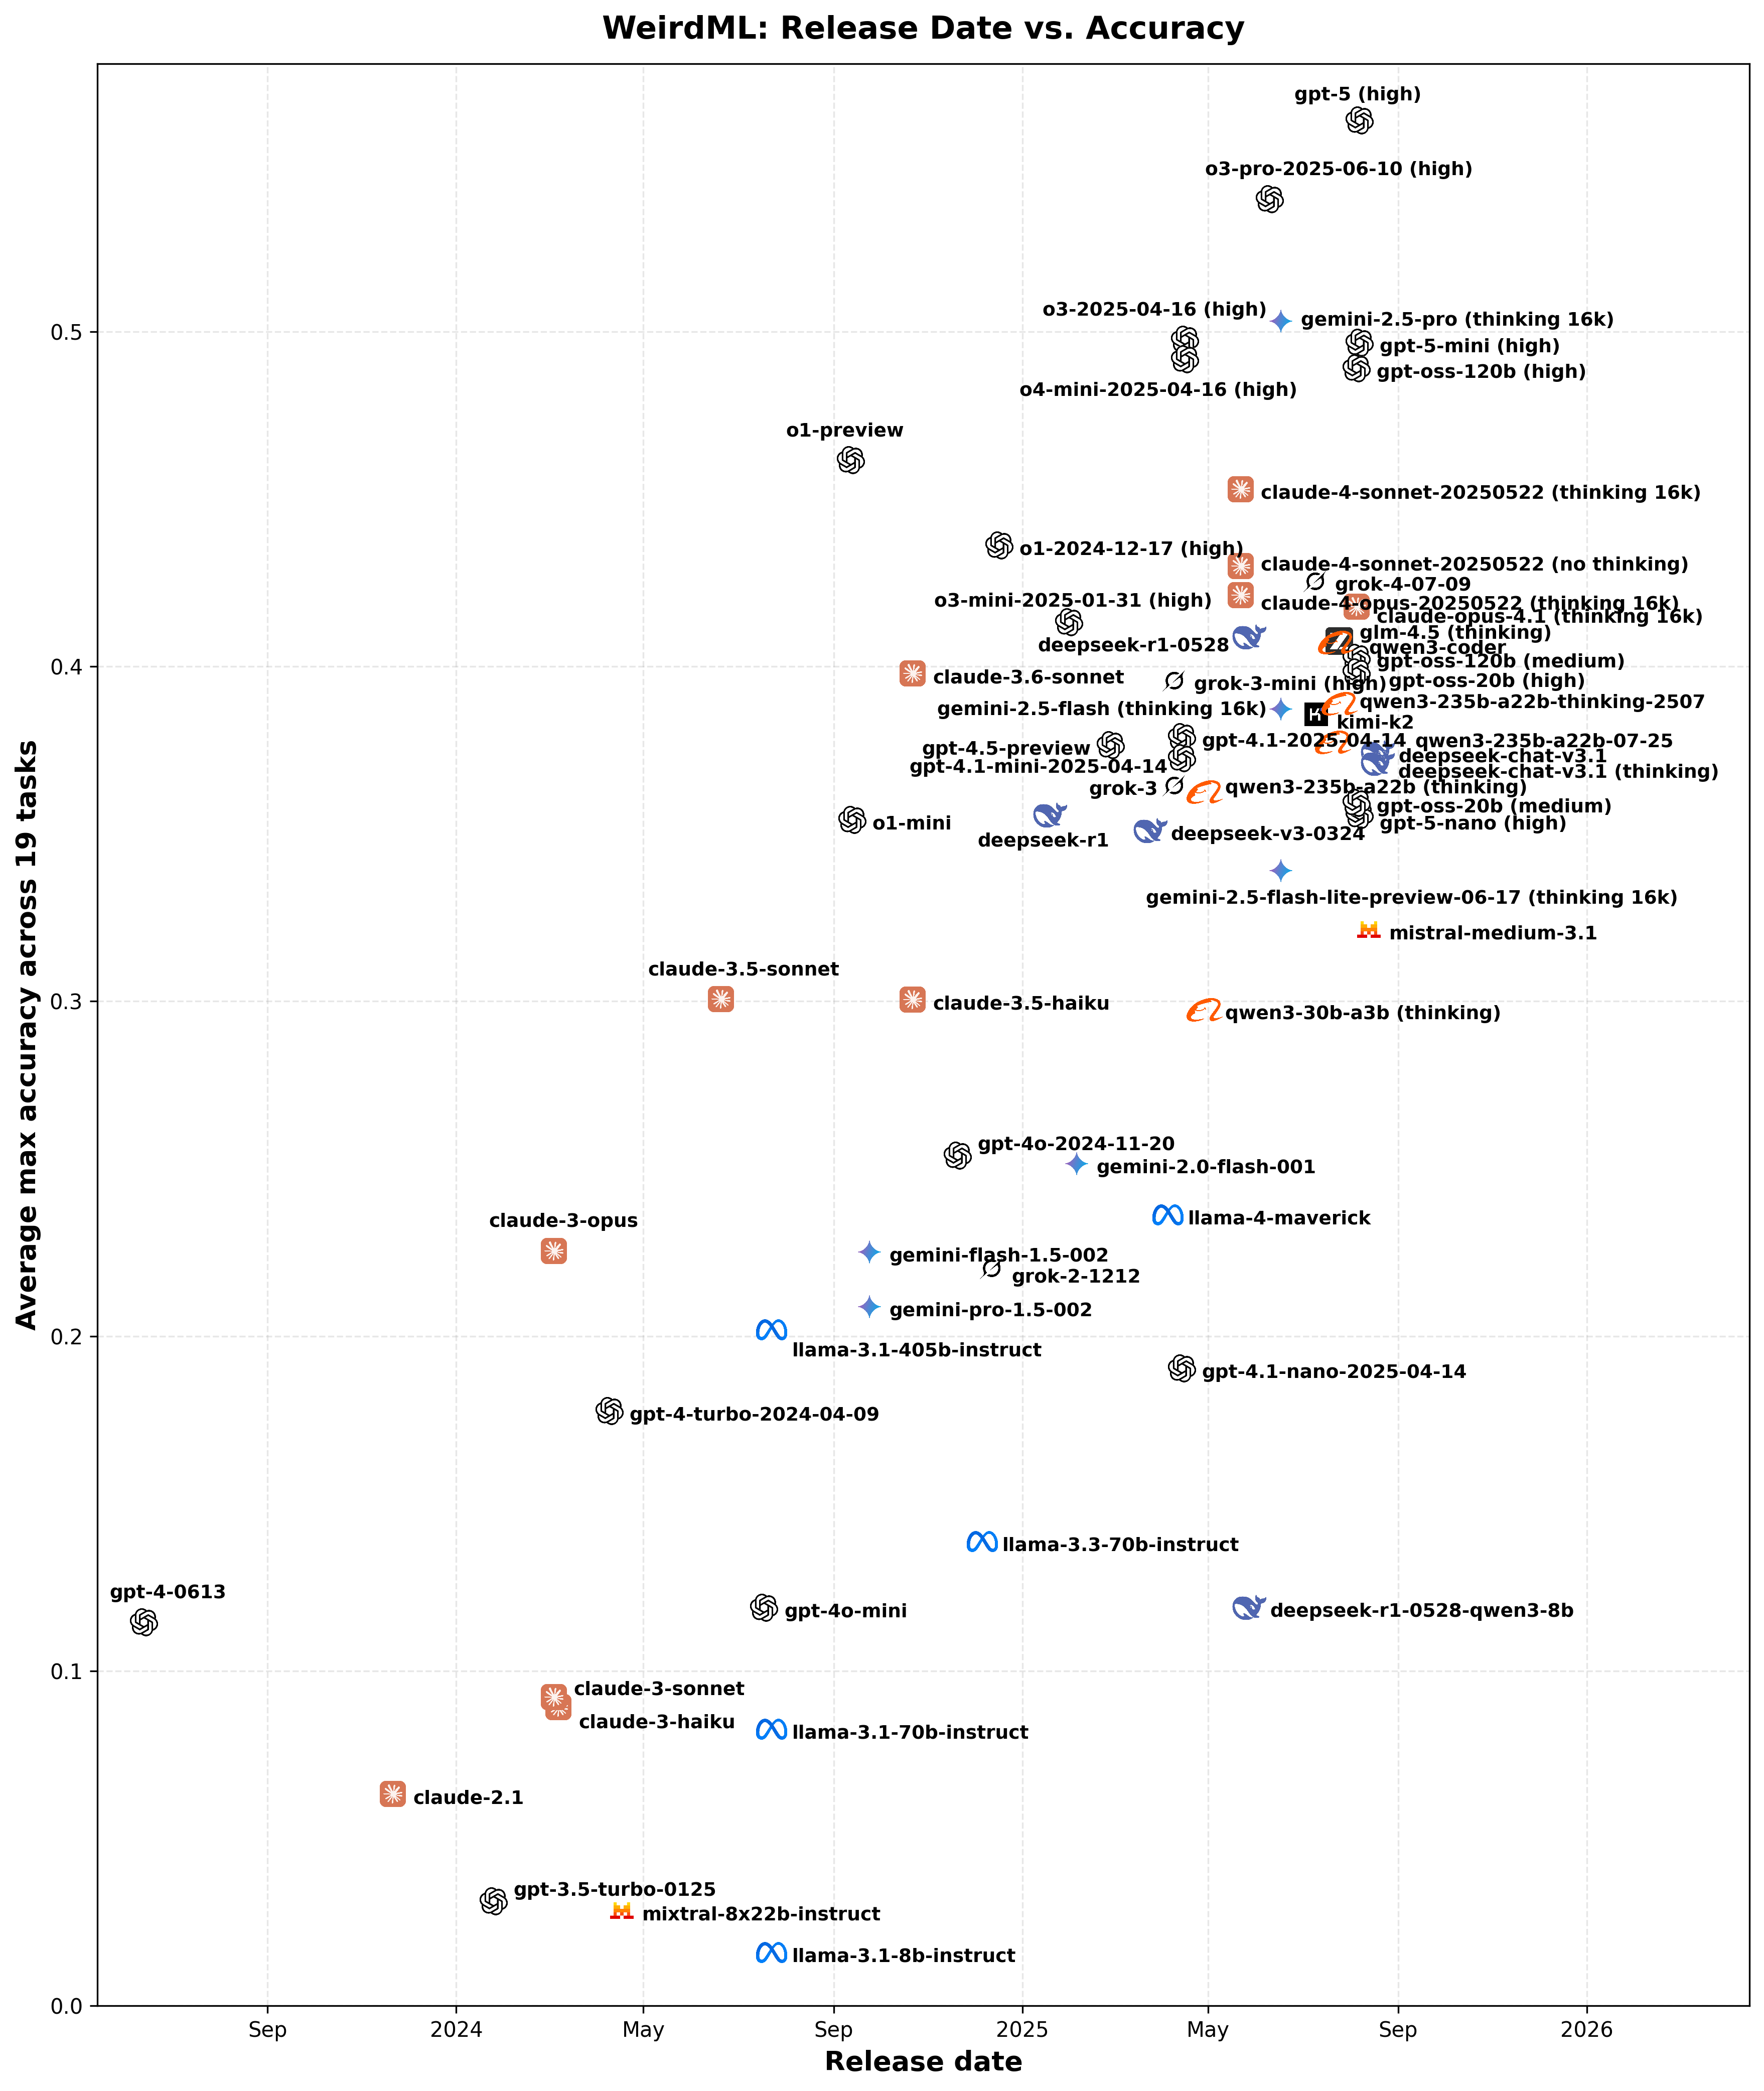 WeirdML: Release Date vs. Accuracy
gpt-5 (high)
o3-pro-2025-06-10 (high)
o3-2025-04-16 (high)
gemini-2.5-pro (thinking 16k)
0.5
gpt-5-mini (high)
gpt-oss-120b (high)
o4-mini-2025-04-16 (high)
o1-preview
claude-4-sonnet-20250522 (thinking 16k)
o1-2024-12-17 (high)
claude-4-sonnet-20250522 (no thinking)
grok-4-07-09
o3-mini-2025-01-31 (high)
claude-4-opus-20250522 (thinking 16k)
claude-opus-4.1 (thinking 16k)
glm-4.5 (thinking)
deepseek-r1-0528
qwen3-coder
gpt-oss-120b (medium)
0.4
claude-3.6-sonnet
gpt-oss-20b (high)
grok-3-mini (high)
qwen3-235b-a22b-thinking-2507
gemini-2.5-flash (thinking 16k)
kimi-k2
gpt-4.1-2025-04-14
qwen3-235b-a22b-07-25
gpt-4.5-preview
deepseek-chat-v3.1
gpt-4.1-mini-2025-04-14
deepseek-chat-v3.1 (thinking)
grok-3
qwen3-235b-a22b (thinking)
gpt-oss-20b (medium)
o1-mini
gpt-5-nano (high)
deepseek-r1
deepseek-v3-0324
gemini-2.5-flash-lite-preview-06-17 (thinking 16k)
mistral-medium-3.1
claude-3.5-sonnet
0.3
claude-3.5-haiku
qwen3-30b-a3b (thinking)
gpt-4o-2024-11-20
gemini-2.0-flash-001
llama-4-maverick
claude-3-opus
gemini-flash-1.5-002
grok-2-1212
gemini-pro-1.5-002
0.2
llama-3.1-405b-instruct
gpt-4.1-nano-2025-04-14
gpt-4-turbo-2024-04-09
llama-3.3-70b-instruct
gpt-4-0613
gpt-4o-mini
deepseek-r1-0528-qwen3-8b
0.1
claude-3-sonnet
claude-3-haiku
llama-3.1-70b-instruct
claude-2.1
gpt-3.5-turbo-0125
mixtral-8x22b-instruct
llama-3.1-8b-instruct
0.0
Average max accuracy across 19 tasks
Sep
2024
May
Sep
2025
May
Sep
2026
Release date